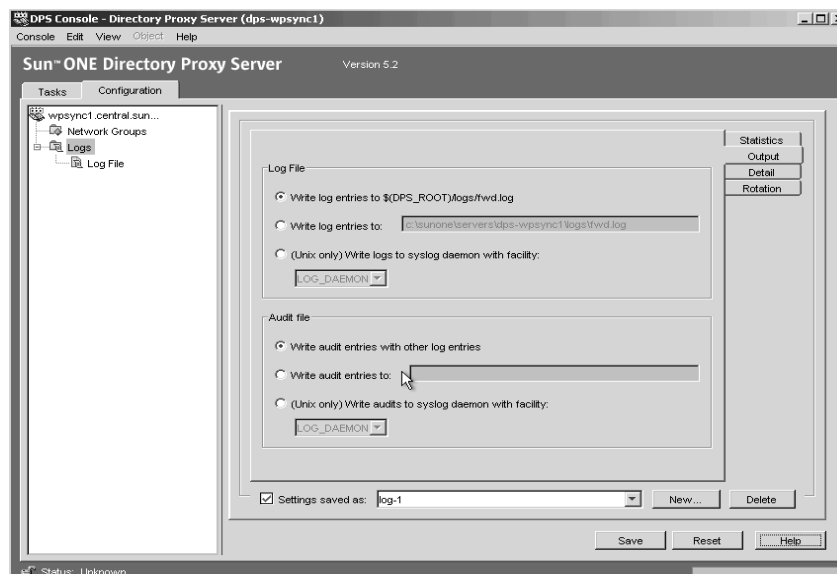 DPS Console - Directory Proxy Server (dps-wpsync1)
Console Edit View Object Help
Sun™ ONE Directory Proxy Server Version 5.2
Tasks Configuration
wpsync1.central.sun...
Network Groups
Logs
Log File
Statistics
Output
Detail
Rotation
Log File
Write log entries to $(DPS_ROOT)/logs/fwd.log
Write log entries to: c:\sunone\servers\dps-wpsync1\logs\fwd.log
(Unix only) Write logs to syslog daemon with facility:
LOG_DAEMON
Audit file
Write audit entries with other log entries
Write audit entries to:
(Unix only) Write audits to syslog daemon with facility:
LOG_DAEMON
Settings saved as: log-1 New... Delete
Save Reset Help
Status: Unknown